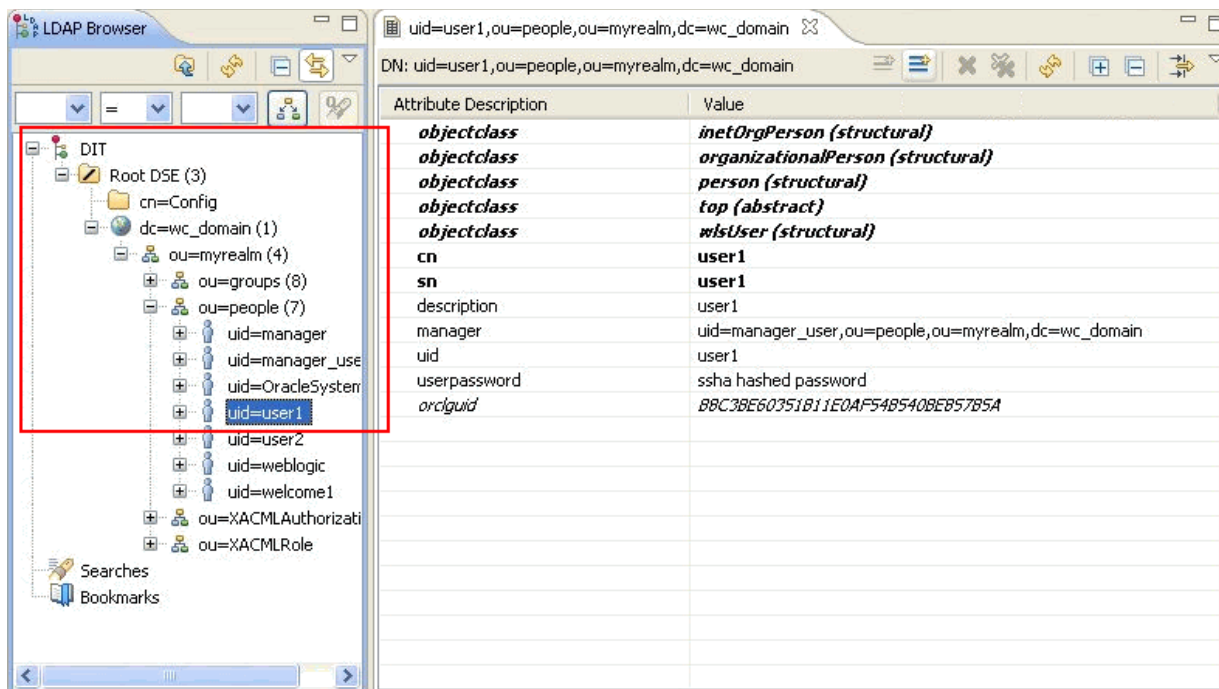 LDAP Browser
=
DIT
Root DSE (3)
cn=Config
dc=wc_domain (1)
ou=myrealm (4)
ou=groups (8)
ou=people (7)
uid=manager
uid=manager_use
uid=OracleSystem
uid=user1
uid=user2
uid=weblogic
uid=welcome1
ou=XACMLAuthorizati
ou=XACMLRole
Searches
Bookmarks
uid=user1,ou=people,ou=myrealm,dc=wc_domain
DN: uid=user1,ou=people,ou=myrealm,dc=wc_domain
Attribute Description Value
objectclass inetOrgPerson (structural)
objectclass organizationalPerson (structural)
objectclass person (structural)
objectclass top (abstract)
objectclass wlsUser (structural)
cn user1
sn user1
description user1
manager uid=manager_user,ou=people,ou=myrealm,dc=wc_domain
uid user1
userpassword ssha hashed password
orclguid BBC3BE60351B11E0AF54B540BEB57B5A